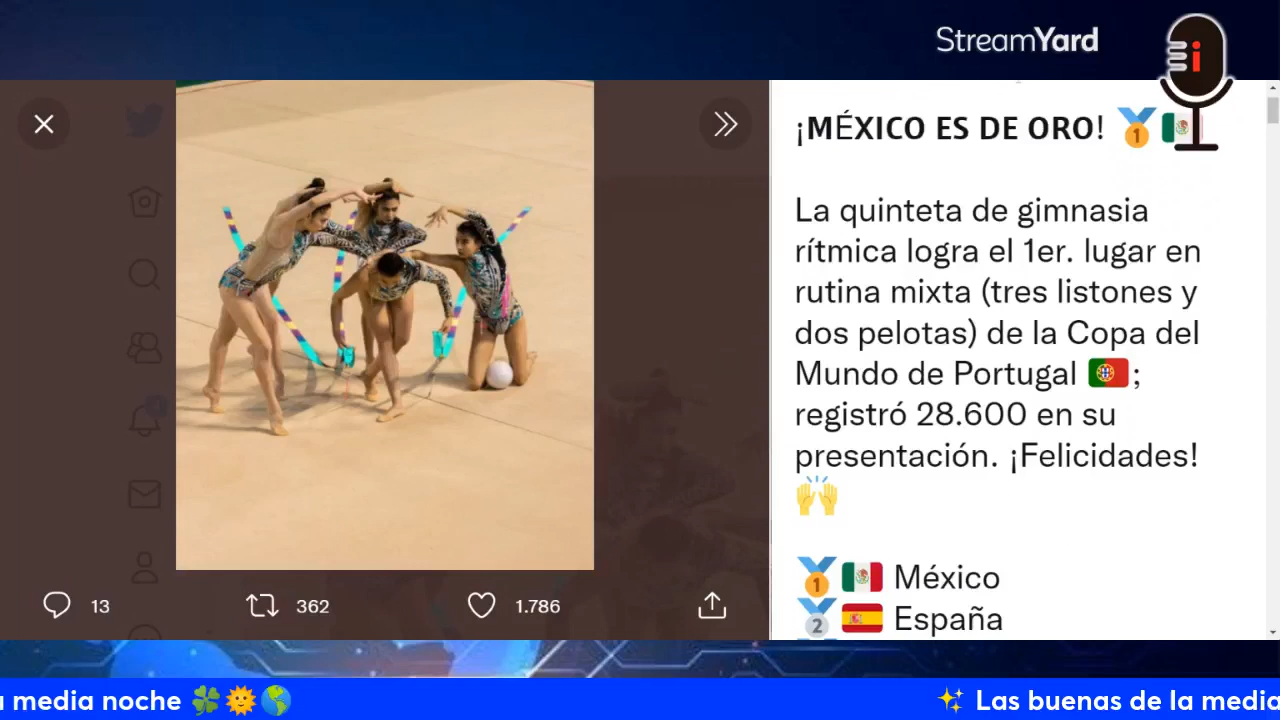 StreamYard
i
¡MÉXICO ES DE ORO! 🥇🇲🇽
La quinteta de gimnasia
rítmica logra el 1er. lugar en
rutina mixta (tres listones y
dos pelotas) de la Copa del
Mundo de Portugal 🇵🇹;
registró 28.600 en su
presentación. ¡Felicidades!
🙌
🥇🇲🇽 México
🥈🇪🇸 España
13
362
1.786
a media noche 🍀🌞🌎
✨ Las buenas de la media